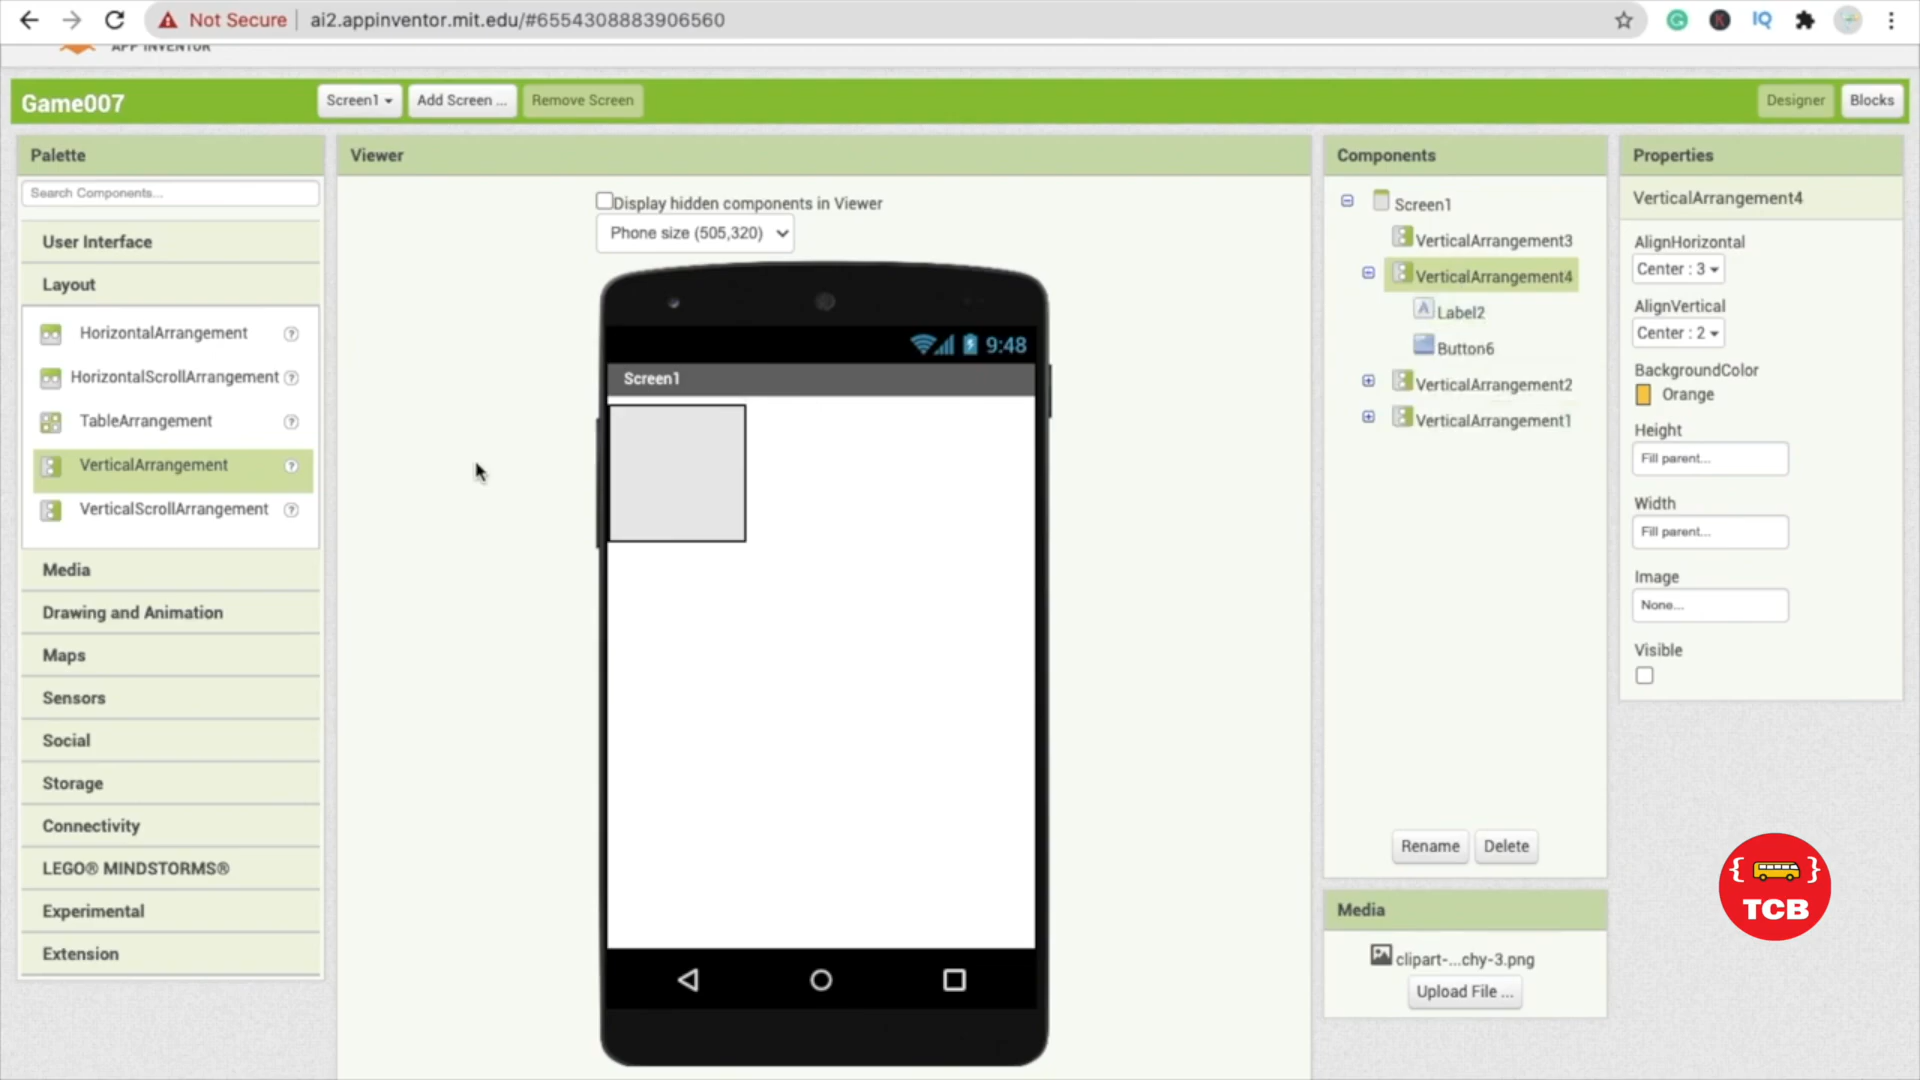 Not Secure
ai2.appinventor.mit.edu/#6554308883906560
IQ
APP INVENTOR
Game007
Screen1
Add Screen ...
Remove Screen
Designer
Blocks
Palette
Search Components...
User Interface
Layout
HorizontalArrangement
HorizontalScrollArrangement
TableArrangement
VerticalArrangement
VerticalScrollArrangement
Media
Drawing and Animation
Maps
Sensors
Social
Storage
Connectivity
LEGO® MINDSTORMS®
Experimental
Extension
Viewer
Display hidden components in Viewer
Phone size (505,320)
9:48
Screen1
Components
Screen1
VerticalArrangement3
VerticalArrangement4
Label2
Button6
VerticalArrangement2
VerticalArrangement1
Rename
Delete
Media
clipart-...chy-3.png
Upload File ...
Properties
VerticalArrangement4
AlignHorizontal
Center : 3
AlignVertical
Center : 2
BackgroundColor
Orange
Height
Fill parent...
Width
Fill parent...
Image
None...
Visible
{ }
TCB